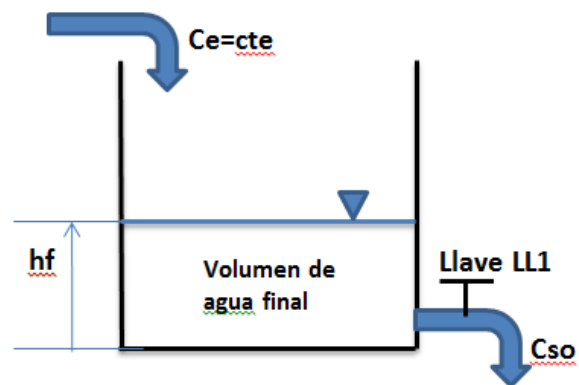 Ce=cte
hf
Volumen de
agua final
Llave LL1
Cso